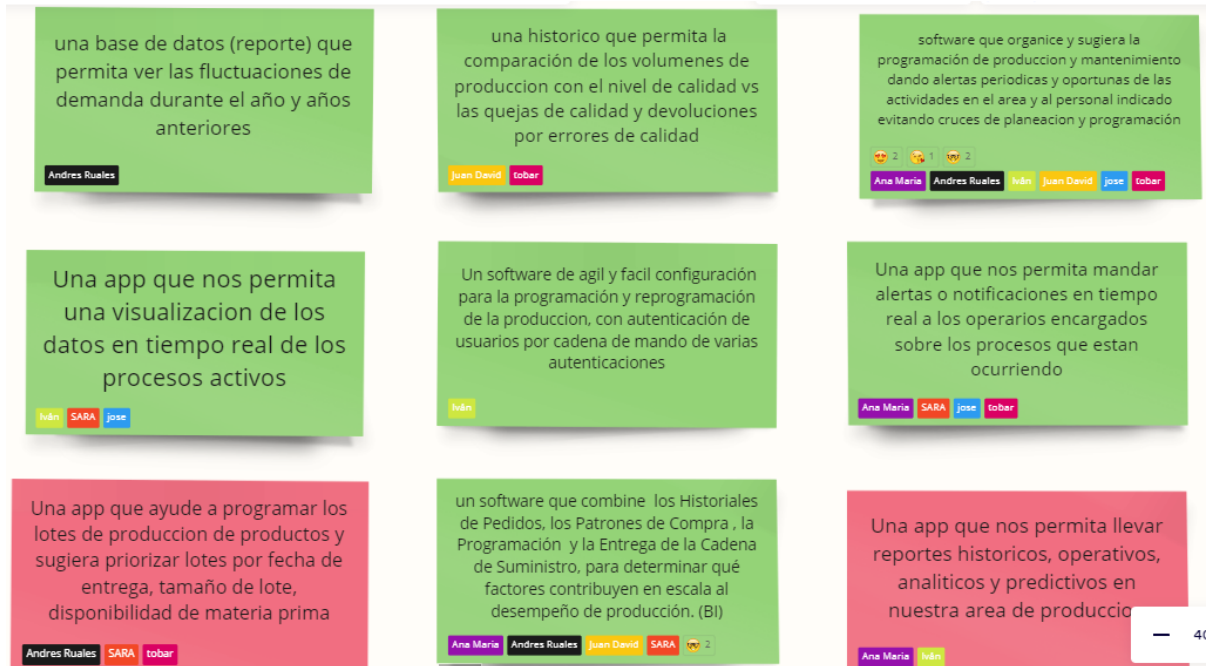 una base de datos (reporte) que
permita ver las fluctuaciones de
demanda durante el año y años
anteriores
Andres Ruales
una historico que permita la
comparación de los volumenes de
produccion con el nivel de calidad vs
las quejas de calidad y devoluciones
por errores de calidad
Juan David tobar
software que organice y sugiera la
programación de produccion y mantenimiento
dando alertas periodicas y oportunas de las
actividades en el area y al personal indicado
evitando cruces de planeacion y programación
2 1 2
Ana Maria Andres Ruales Iván Juan David jose tobar
Una app que nos permita
una visualizacion de los
datos en tiempo real de los
procesos activos
Iván SARA jose
Un software de agil y facil configuración
para la programación y reprogramación
de la produccion, con autenticación de
usuarios por cadena de mando de varias
autenticaciones
Iván
Una app que nos permita mandar
alertas o notificaciones en tiempo
real a los operarios encargados
sobre los procesos que estan
ocurriendo
Ana Maria SARA jose tobar
Una app que ayude a programar los
lotes de produccion de productos y
sugiera priorizar lotes por fecha de
entrega, tamaño de lote,
disponibilidad de materia prima
Andres Ruales SARA tobar
un software que combine los Historiales
de Pedidos, los Patrones de Compra , la
Programación y la Entrega de la Cadena
de Suministro, para determinar qué
factores contribuyen en escala al
desempeño de producción. (BI)
Ana Maria Andres Ruales Juan David SARA 2
Una app que nos permita llevar
reportes historicos, operativos,
analiticos y predictivos en
nuestra area de produccio
Ana Maria Iván
40